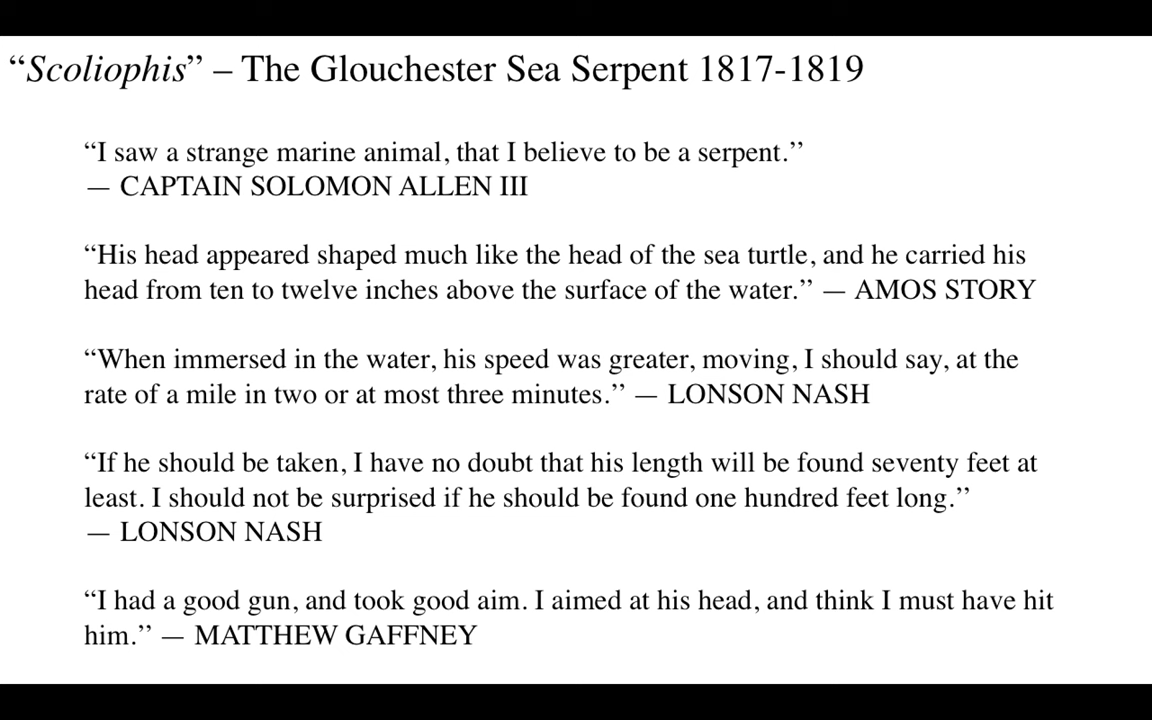 “Scoliophis” – The Glouchester Sea Serpent 1817-1819
“I saw a strange marine animal, that I believe to be a serpent.”
— CAPTAIN SOLOMON ALLEN III
“His head appeared shaped much like the head of the sea turtle, and he carried his
head from ten to twelve inches above the surface of the water.” — AMOS STORY
“When immersed in the water, his speed was greater, moving, I should say, at the
rate of a mile in two or at most three minutes.” — LONSON NASH
“If he should be taken, I have no doubt that his length will be found seventy feet at
least. I should not be surprised if he should be found one hundred feet long.”
— LONSON NASH
“I had a good gun, and took good aim. I aimed at his head, and think I must have hit
him.” — MATTHEW GAFFNEY